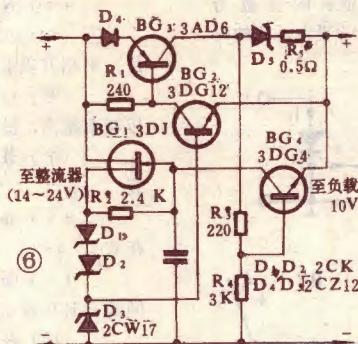 D₄ BG₃ 3AD6
D₅ R₅* 0.5Ω
R₁ 240
BG₂ 3DG12
BG₁ 3DJ
BG₄ 3DG4
至整流器
(14~24V)
R₂* 2.4 K
至负载
10V
R₃* 220
D₁
D₂
⑥
R₄ 3K
D₃ 2CW17
D₁, D₂, 2CK
D₄, D₅ 2CZ12